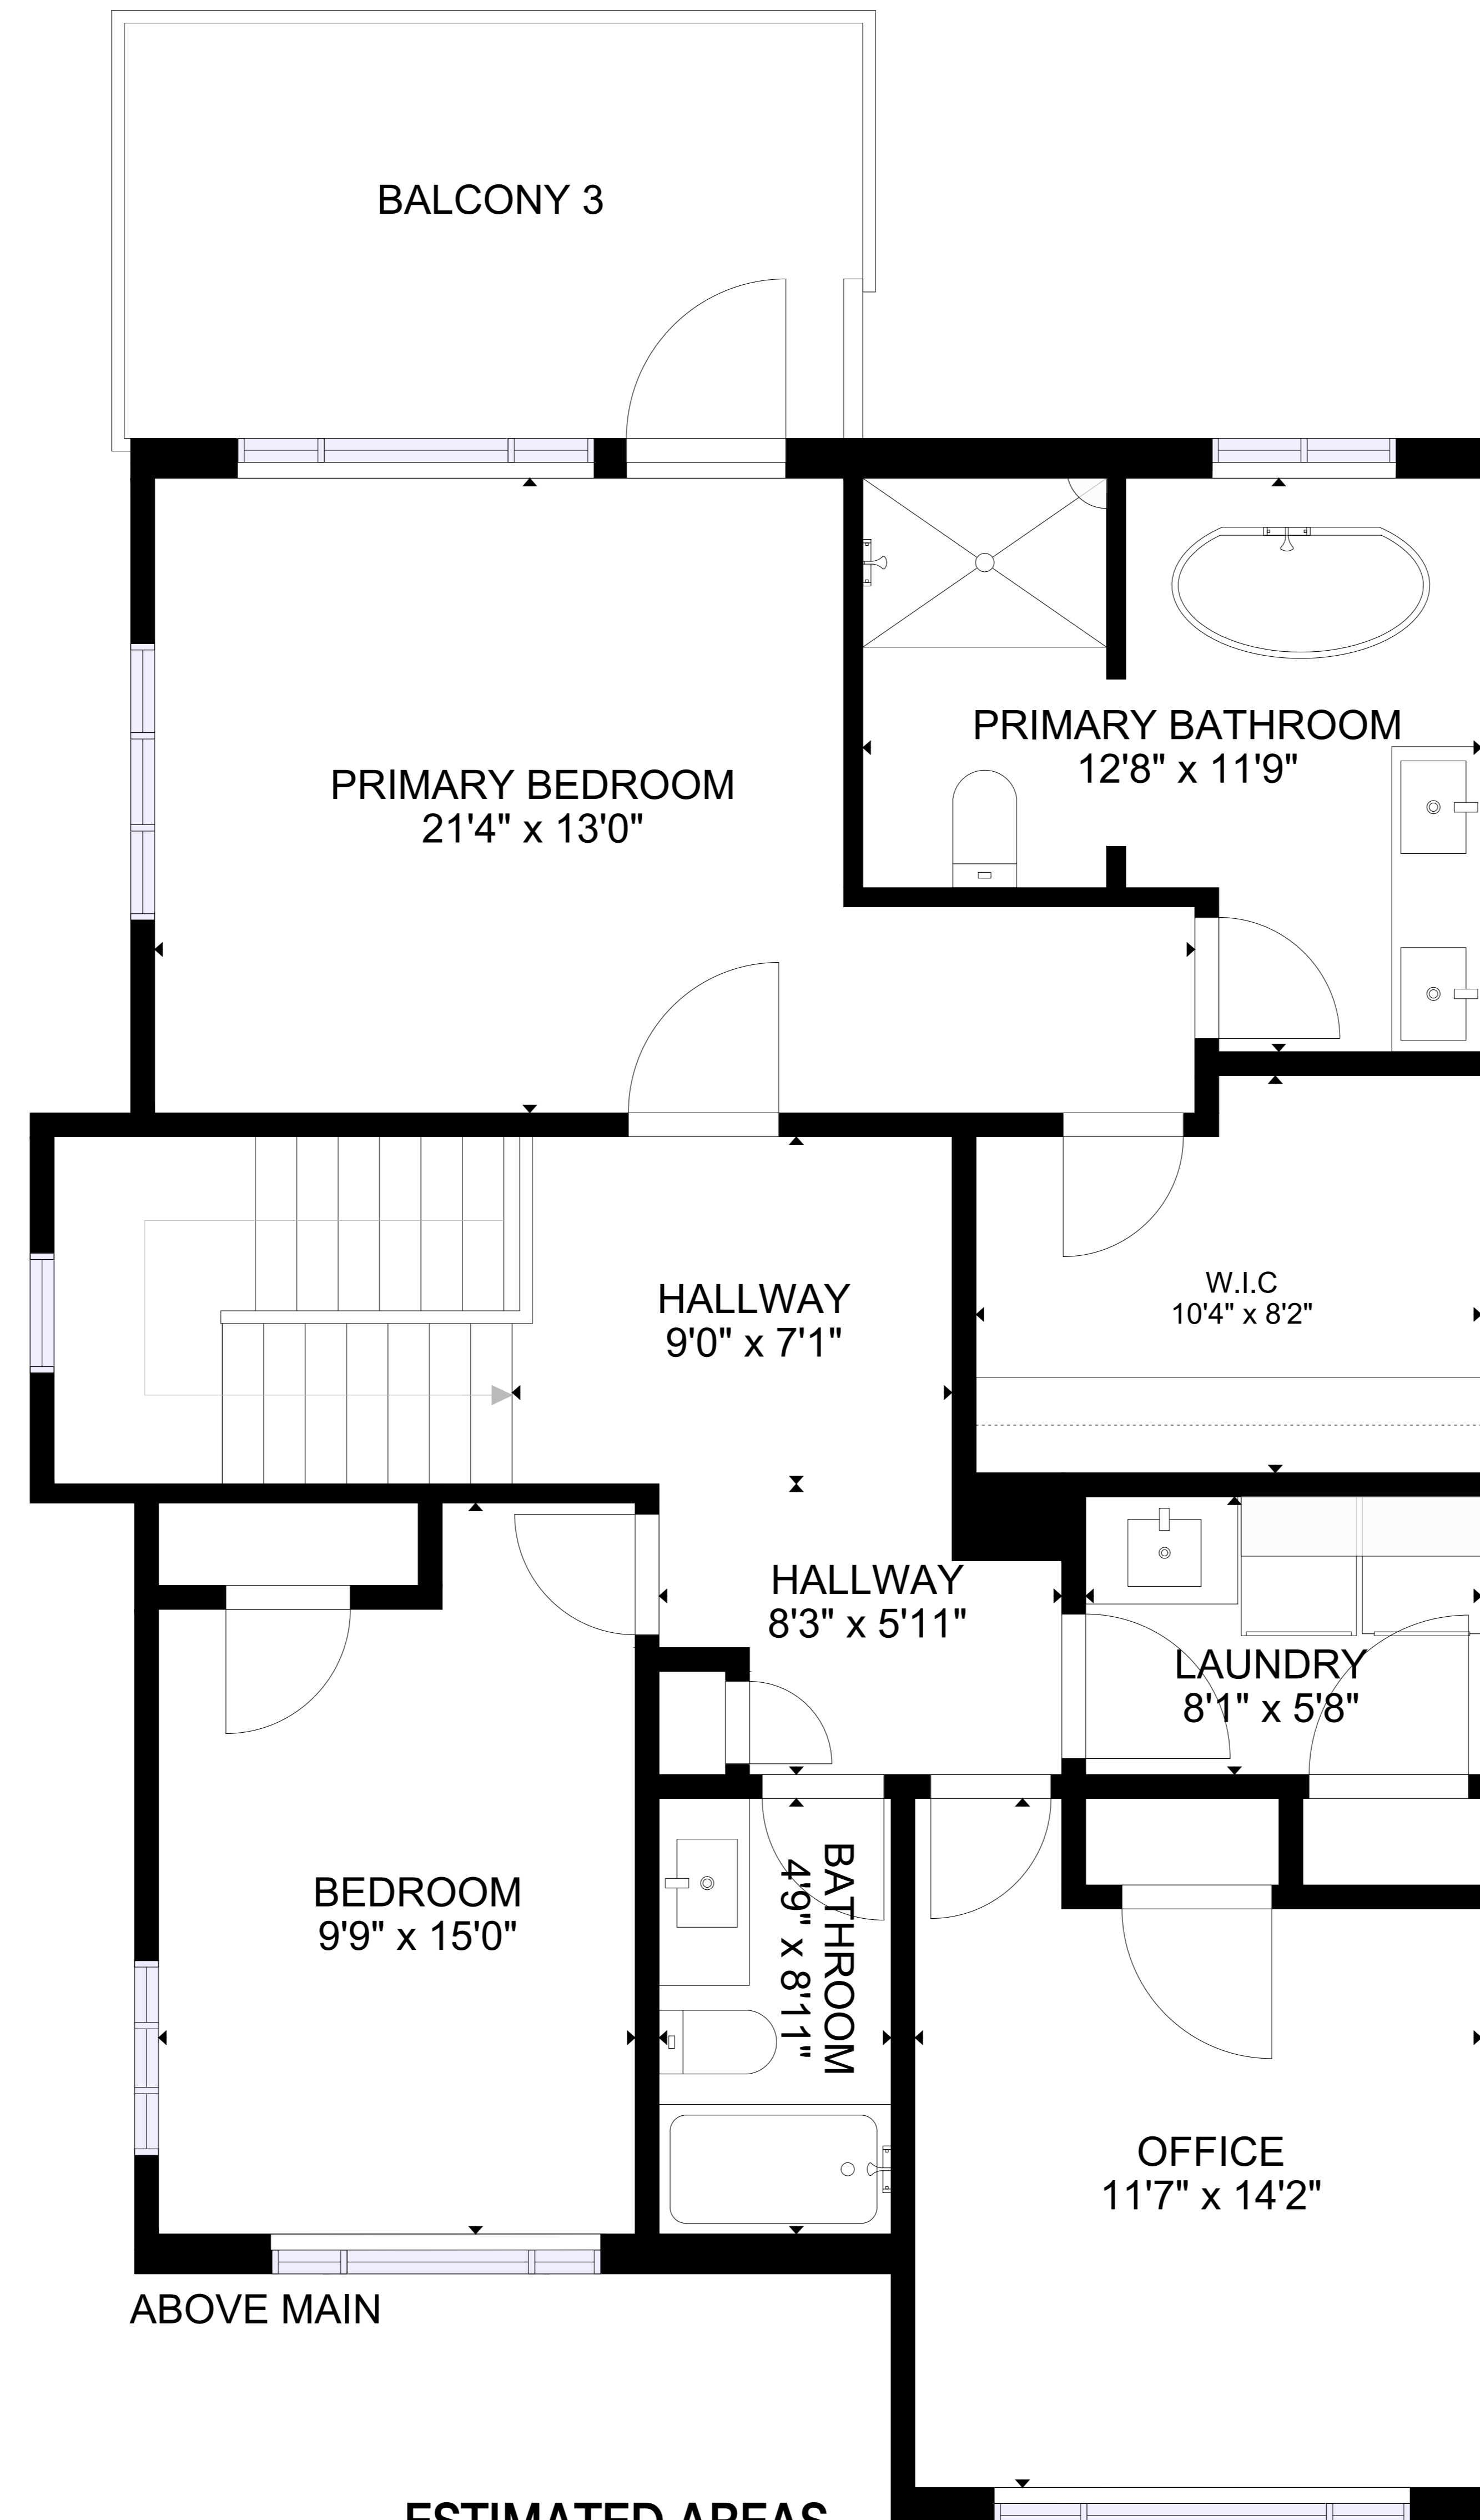 BALCONY 3
PRIMARY BATHROOM
12'8" x 11'9"
PRIMARY BEDROOM
21'4" x 13'0"
W.I.C
10'4" x 8'2"
HALLWAY
9'0" x 7'1"
HALLWAY
8'3" x 5'11"
LAUNDRY
8'1" x 5'8"
BEDROOM
9'9" x 15'0"
BATHROOM
4'9" x 8'11"
OFFICE
11'7" x 14'2"
ABOVE MAIN
ESTIMATED AREAS